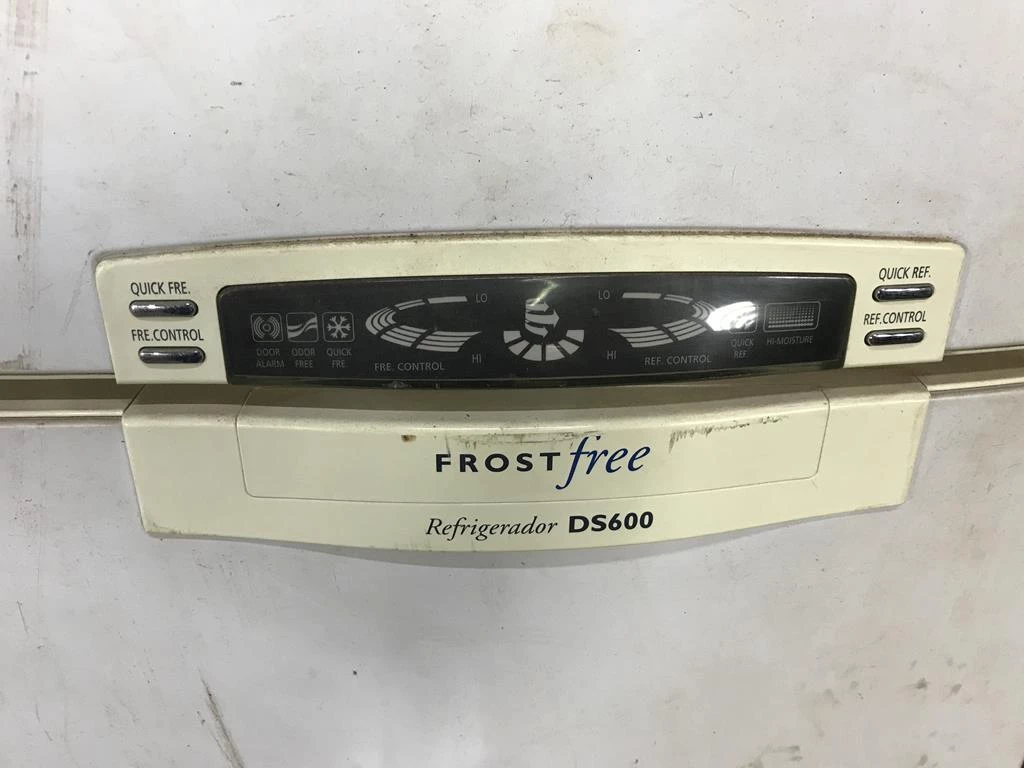 QUICK FRE.
FRE.CONTROL
DOOR ALARM
ODOR FREE
QUICK FRE.
FRE. CONTROL
LO
HI
LO
HI
REF. CONTROL
QUICK REF
HI-MOISTURE
QUICK REF.
REF.CONTROL
FROST free
Refrigerador DS600